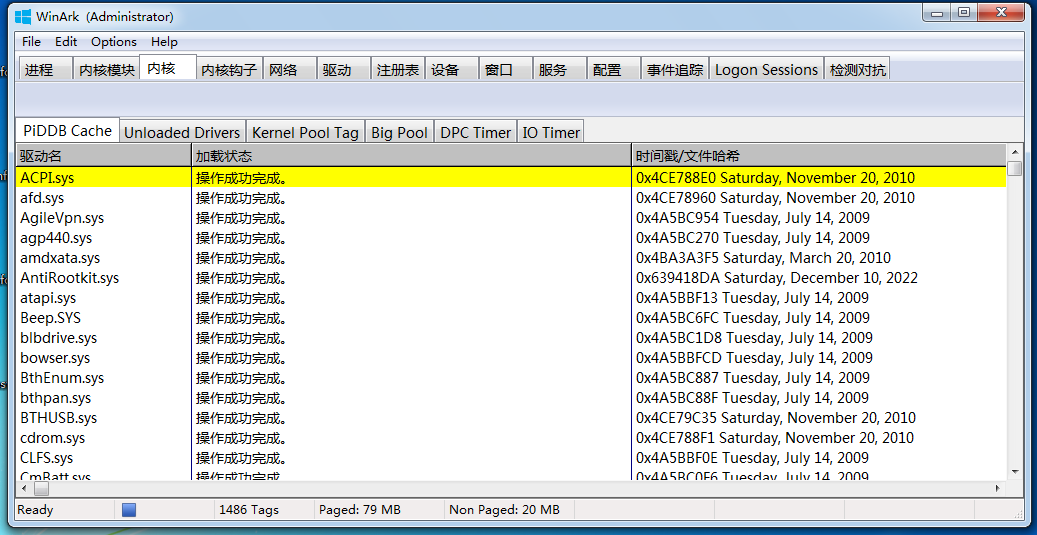 WinArk (Administrator)
File Edit Options Help
进程 内核模块 内核 内核钩子 网络 驱动 注册表 设备 窗口 服务 配置 事件追踪 Logon Sessions 检测对抗
PiDDB Cache Unloaded Drivers Kernel Pool Tag Big Pool DPC Timer IO Timer
驱动名 加载状态 时间戳/文件哈希
ACPI.sys 操作成功完成。 0x4CE788E0 Saturday, November 20, 2010
afd.sys 操作成功完成。 0x4CE78960 Saturday, November 20, 2010
AgileVpn.sys 操作成功完成。 0x4A5BC954 Tuesday, July 14, 2009
agp440.sys 操作成功完成。 0x4A5BC270 Tuesday, July 14, 2009
amdxata.sys 操作成功完成。 0x4BA3A3F5 Saturday, March 20, 2010
AntiRootkit.sys 操作成功完成。 0x639418DA Saturday, December 10, 2022
atapi.sys 操作成功完成。 0x4A5BBF13 Tuesday, July 14, 2009
Beep.SYS 操作成功完成。 0x4A5BC6FC Tuesday, July 14, 2009
blbdrive.sys 操作成功完成。 0x4A5BC1D8 Tuesday, July 14, 2009
bowser.sys 操作成功完成。 0x4A5BBFCD Tuesday, July 14, 2009
BthEnum.sys 操作成功完成。 0x4A5BC887 Tuesday, July 14, 2009
bthpan.sys 操作成功完成。 0x4A5BC88F Tuesday, July 14, 2009
BTHUSB.sys 操作成功完成。 0x4CE79C35 Saturday, November 20, 2010
cdrom.sys 操作成功完成。 0x4CE788F1 Saturday, November 20, 2010
CLFS.sys 操作成功完成。 0x4A5BBF0E Tuesday, July 14, 2009
CmBatt.sys 操作成功完成。 0x4A5BC0F6 Tuesday, July 14, 2009
Ready 1486 Tags Paged: 79 MB Non Paged: 20 MB